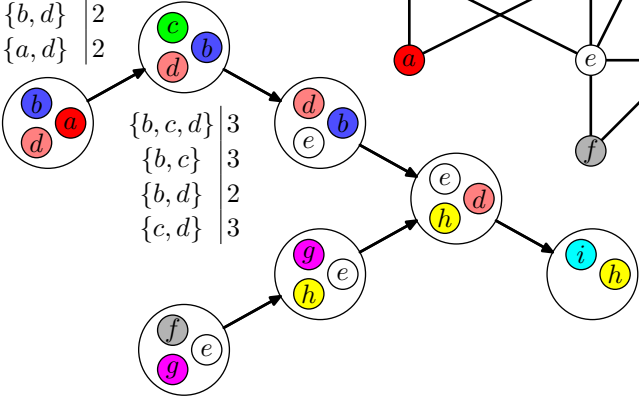 {b, d} 2
{a, d} 2
c
b
d
a
e
b
a
d
d
b
e
f
{b, c, d} 3
{b, c} 3
{b, d} 2
{c, d} 3
e
d
h
g
e
h
i
h
f
e
g